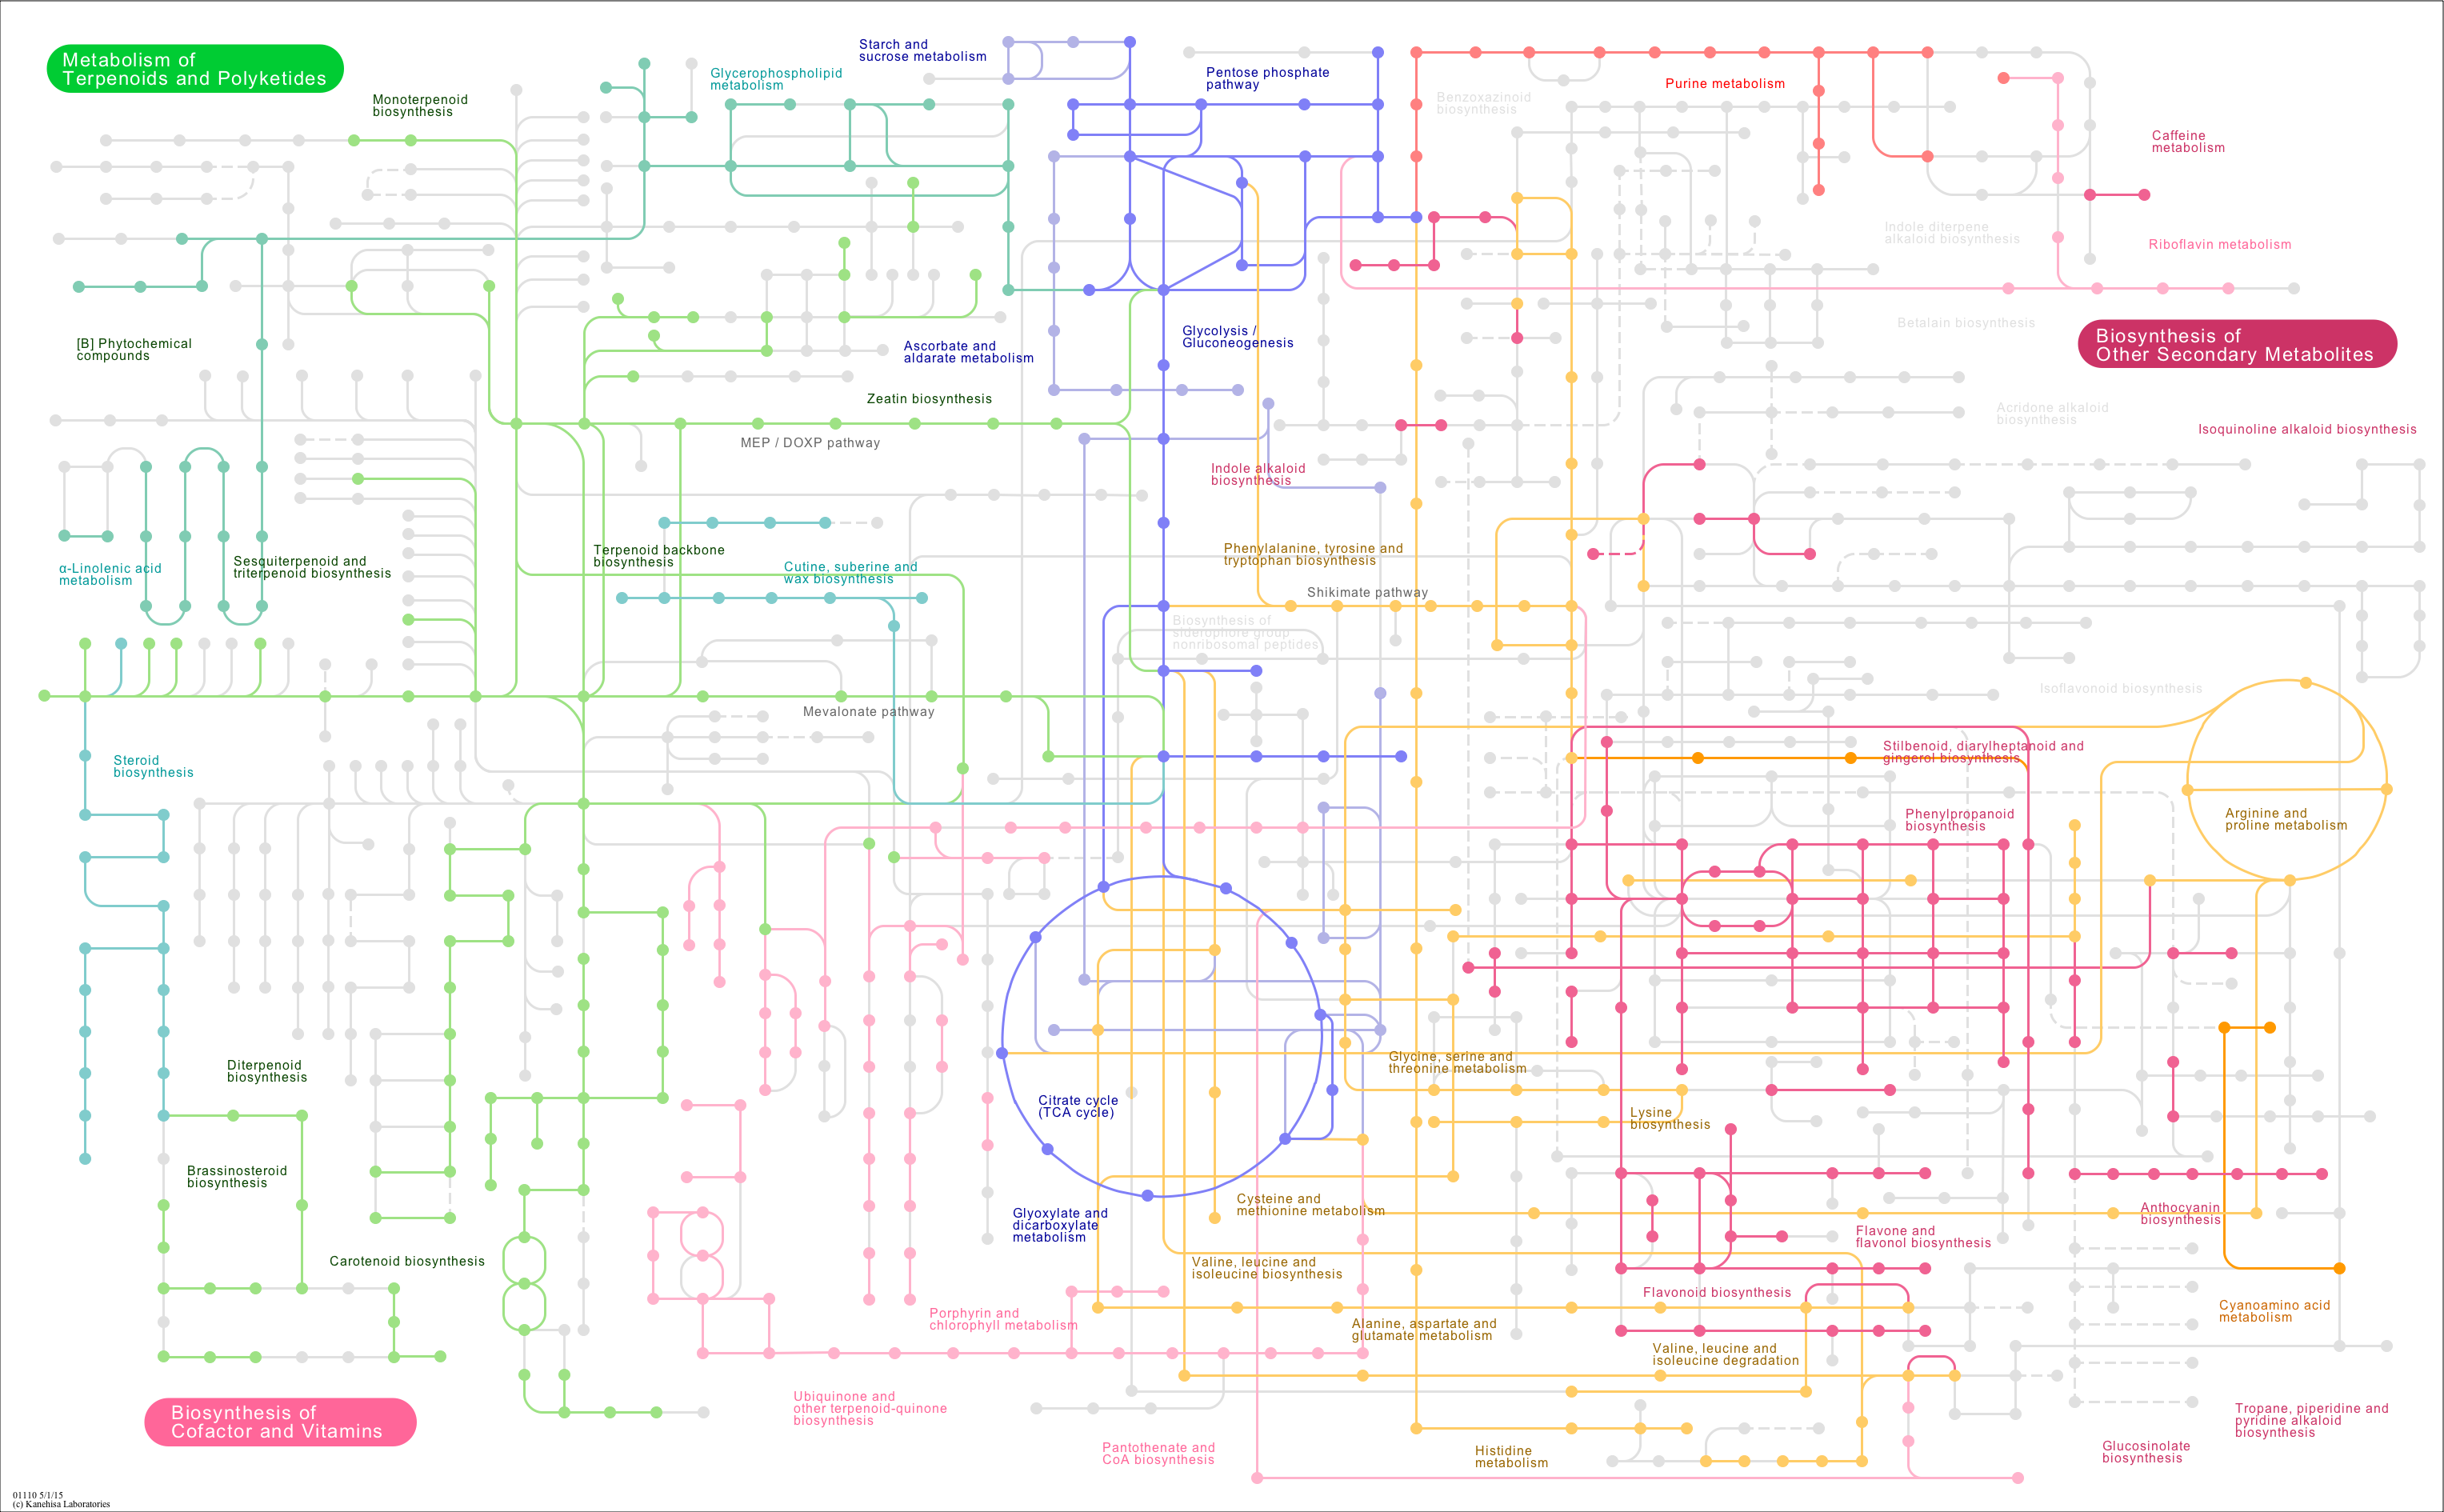 Metabolism of
Terpenoids and Polyketides
Starch and
sucrose metabolism
Glycerophospholipid
metabolism
Pentose phosphate
pathway
Purine metabolism
Monoterpenoid
biosynthesis
Benzoxazinoid
biosynthesis
Caffeine
metabolism
Indole diterpene
alkaloid biosynthesis
Riboflavin metabolism
[B] Phytochemical
compounds
Ascorbate and
aldarate metabolism
Glycolysis /
Gluconeogenesis
Betalain biosynthesis
Biosynthesis of
Other Secondary Metabolites
Zeatin biosynthesis
Acridone alkaloid
biosynthesis
Isoquinoline alkaloid biosynthesis
MEP / DOXP pathway
Indole alkaloid
biosynthesis
α-Linolenic acid
metabolism
Sesquiterpenoid and
triterpenoid biosynthesis
Terpenoid backbone
biosynthesis
Cutine, suberine and
wax biosynthesis
Phenylalanine, tyrosine and
tryptophan biosynthesis
Shikimate pathway
Biosynthesis of
siderophore group
nonribosomal peptides
Isoflavonoid biosynthesis
Mevalonate pathway
Steroid
biosynthesis
Stilbenoid, diarylheptanoid and
gingerol biosynthesis
Phenylpropanoid
biosynthesis
Arginine and
proline metabolism
Diterpenoid
biosynthesis
Glycine, serine and
threonine metabolism
Citrate cycle
(TCA cycle)
Lysine
biosynthesis
Brassinosteroid
biosynthesis
Glyoxylate and
dicarboxylate
metabolism
Cysteine and
methionine metabolism
Anthocyanin
biosynthesis
Flavone and
flavonol biosynthesis
Carotenoid biosynthesis
Valine, leucine and
isoleucine biosynthesis
Flavonoid biosynthesis
Porphyrin and
chlorophyll metabolism
Alanine, aspartate and
glutamate metabolism
Cyanoamino acid
metabolism
Valine, leucine and
isoleucine degradation
Biosynthesis of
Cofactor and Vitamins
Ubiquinone and
other terpenoid-quinone
biosynthesis
Pantothenate and
CoA biosynthesis
Histidine
metabolism
Glucosinolate
biosynthesis
Tropane, piperidine and
pyridine alkaloid
biosynthesis
01110 5/1/15
(c) Kanehisa Laboratories